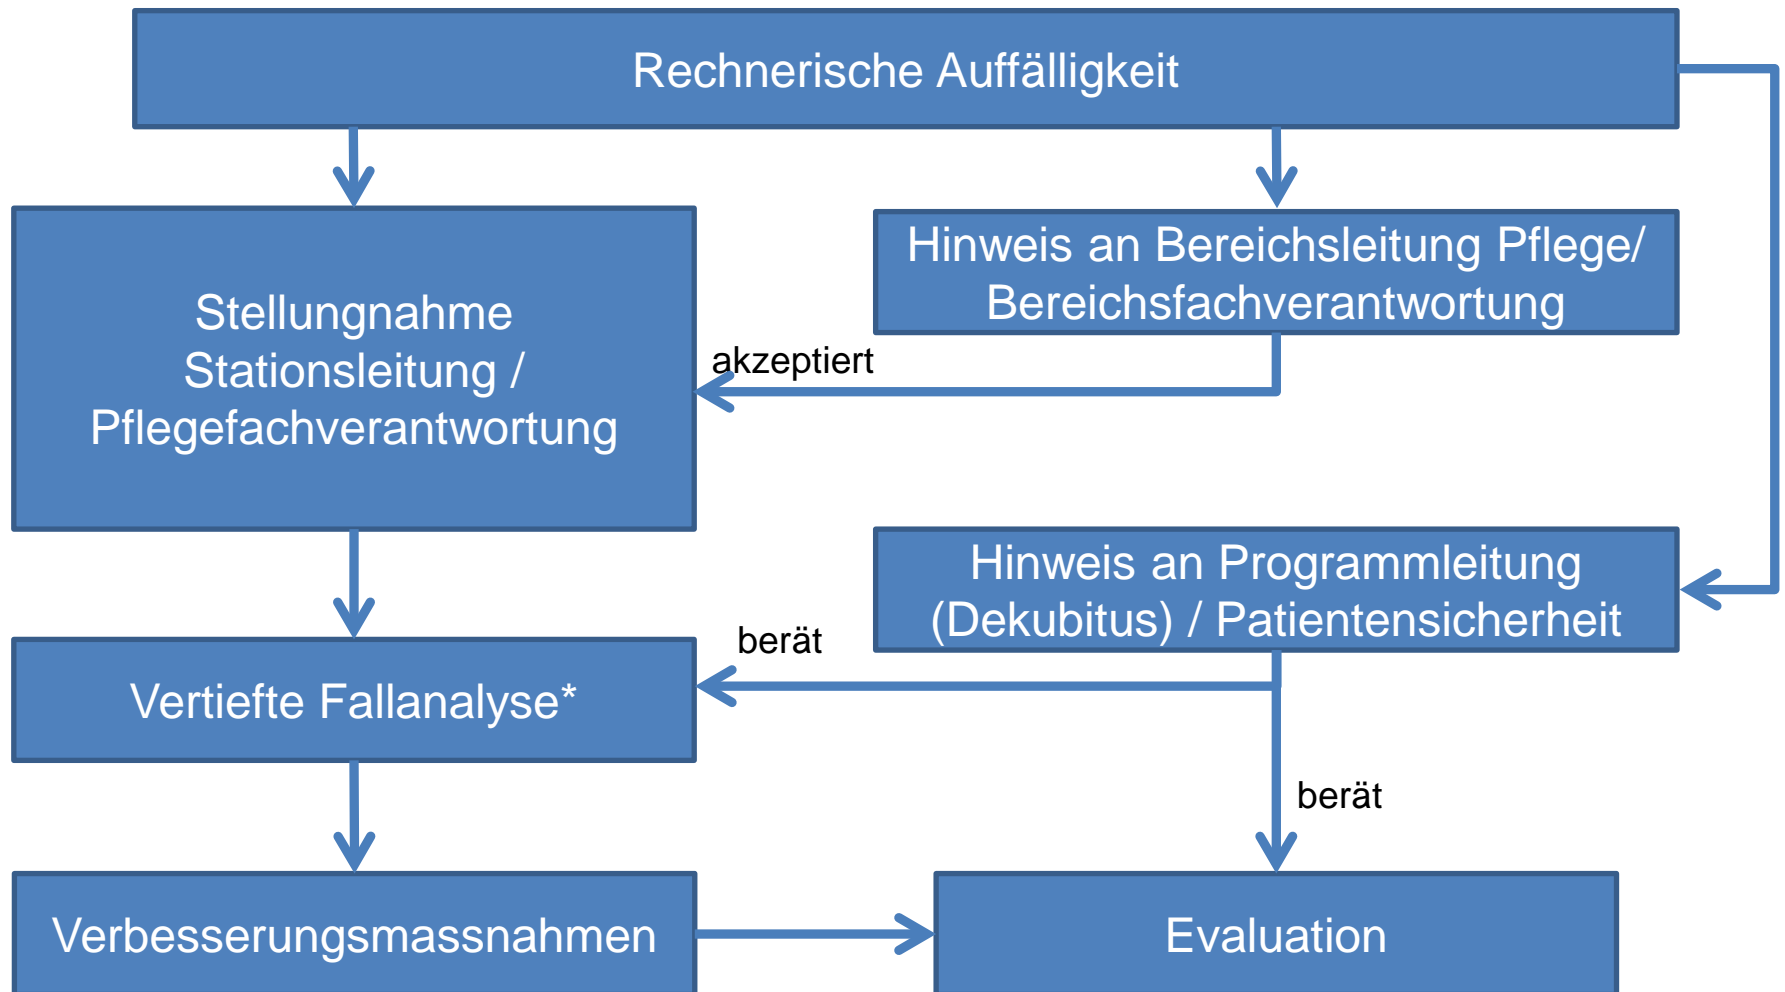 Rechnerische Auffälligkeit
Stellungnahme
Stationsleitung /
Pflegefachverantwortung
Hinweis an Bereichsleitung Pflege/
Bereichsfachverantwortung
akzeptiert
Hinweis an Programmleitung
(Dekubitus) / Patientensicherheit
berät
Vertiefte Fallanalyse*
berät
Verbesserungsmassnahmen
Evaluation